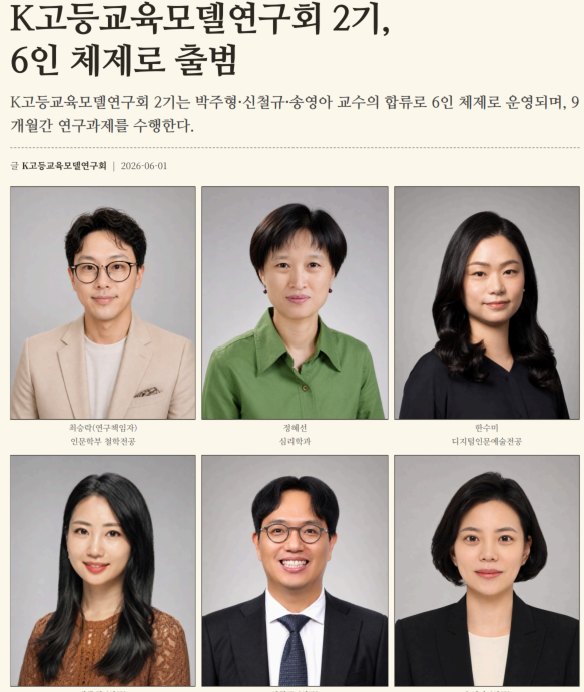 K고등교육모델연구회 2기,
6인 체제로 출범
K고등교육모델연구회 2기는 박주형·신철규·송영아 교수의 합류로 6인 체제로 운영되며, 9
개월간 연구과제를 수행한다.
글 K고등교육모델연구회 | 2026-06-01
최승락(연구책임자)
인문학부 철학전공
정혜선
심리학과
한수미
디지털인문예술전공